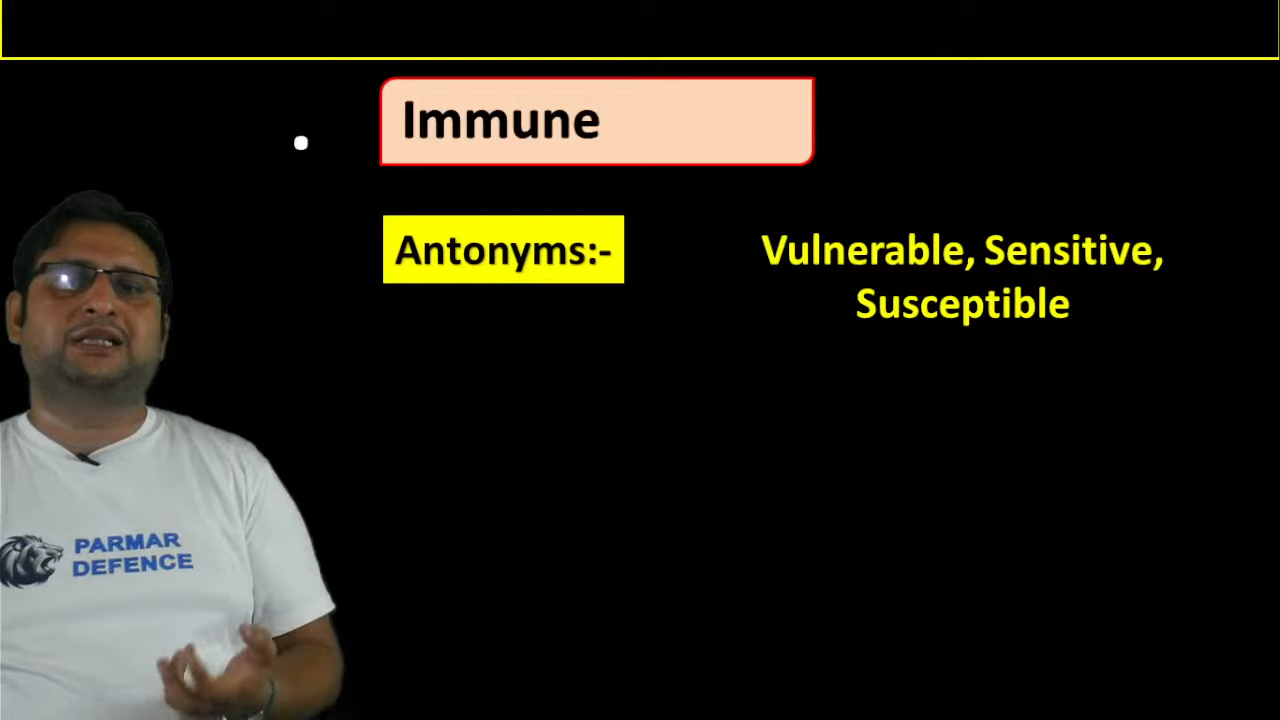 Immune
Antonyms:-
Vulnerable, Sensitive,
Susceptible
PARMAR
DEFENCE